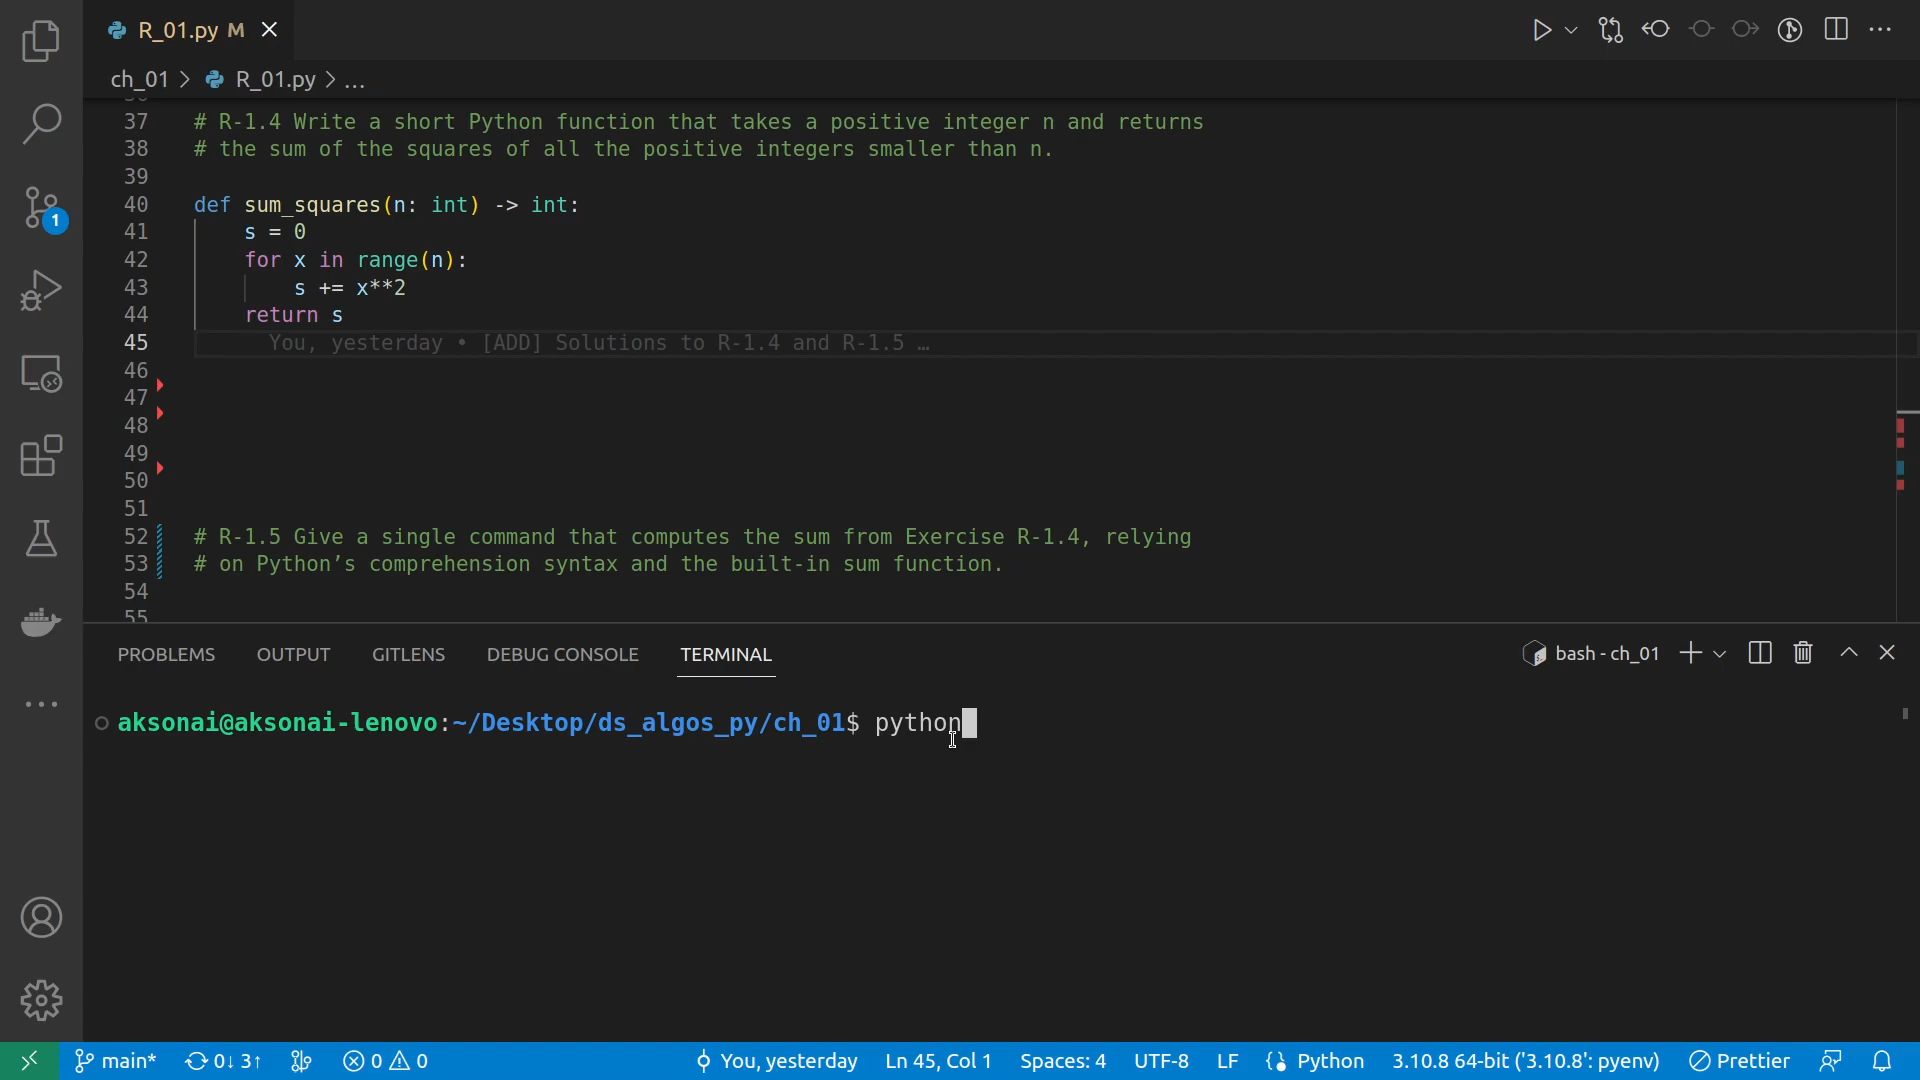 R_01.py M
ch_01 > R_01.py > ...
37 # R-1.4 Write a short Python function that takes a positive integer n and returns
38 # the sum of the squares of all the positive integers smaller than n.
39
40 def sum_squares(n: int) -> int:
41 s = 0
42 for x in range(n):
43 s += x**2
44 return s
45 You, yesterday • [ADD] Solutions to R-1.4 and R-1.5 …
46
47
48
49
50
51
52 # R-1.5 Give a single command that computes the sum from Exercise R-1.4, relying
53 # on Python’s comprehension syntax and the built-in sum function.
54
55
1
PROBLEMS OUTPUT GITLENS DEBUG CONSOLE TERMINAL bash - ch_01
aksonai@aksonai-lenovo:~/Desktop/ds_algos_py/ch_01$ python
main* 0↓ 3↑ 0 0 You, yesterday Ln 45, Col 1 Spaces: 4 UTF-8 LF Python 3.10.8 64-bit ('3.10.8': pyenv) Prettier